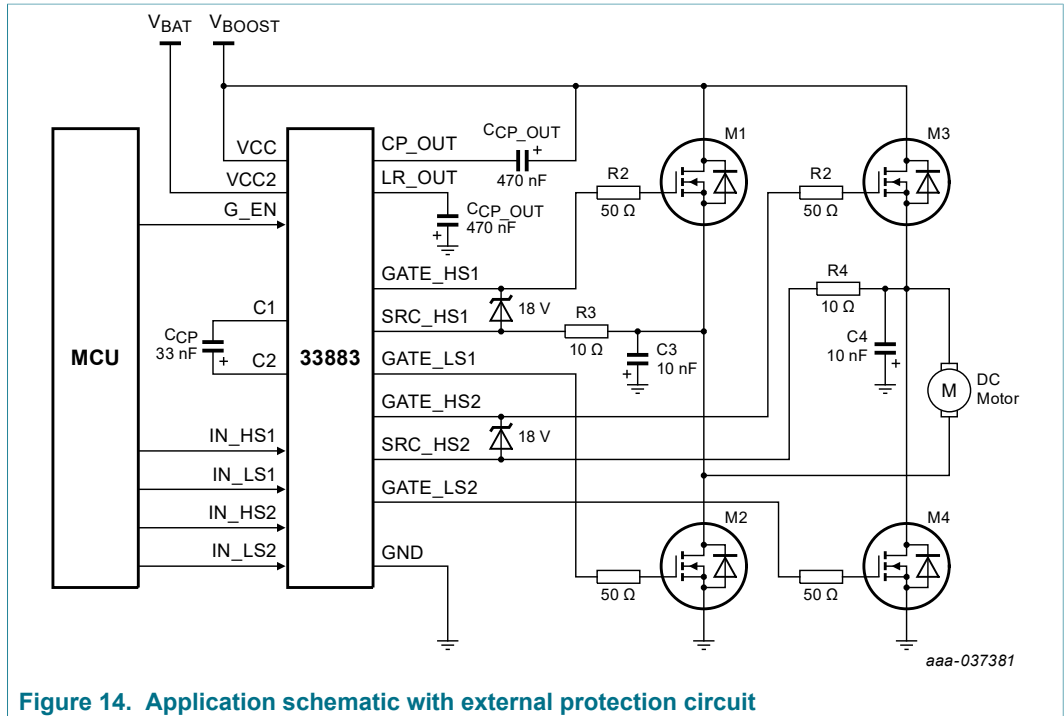 VBAT VBOOST
MCU
33883
VCC
VCC2
G_EN
C1
CCP
33 nF
+
C2
IN_HS1
IN_LS1
IN_HS2
IN_LS2
CP_OUT
CCP_OUT
+
470 nF
LR_OUT
CCP_OUT
470 nF
+
GATE_HS1
18 V
SRC_HS1
GATE_LS1
GATE_HS2
18 V
SRC_HS2
GATE_LS2
GND
R2
50 Ω
M1
R2
50 Ω
M3
R3
10 Ω
C3
10 nF
+
R4
10 Ω
C4
10 nF
+
M
DC
Motor
M2
50 Ω
M4
50 Ω
aaa-037381
Figure 14. Application schematic with external protection circuit